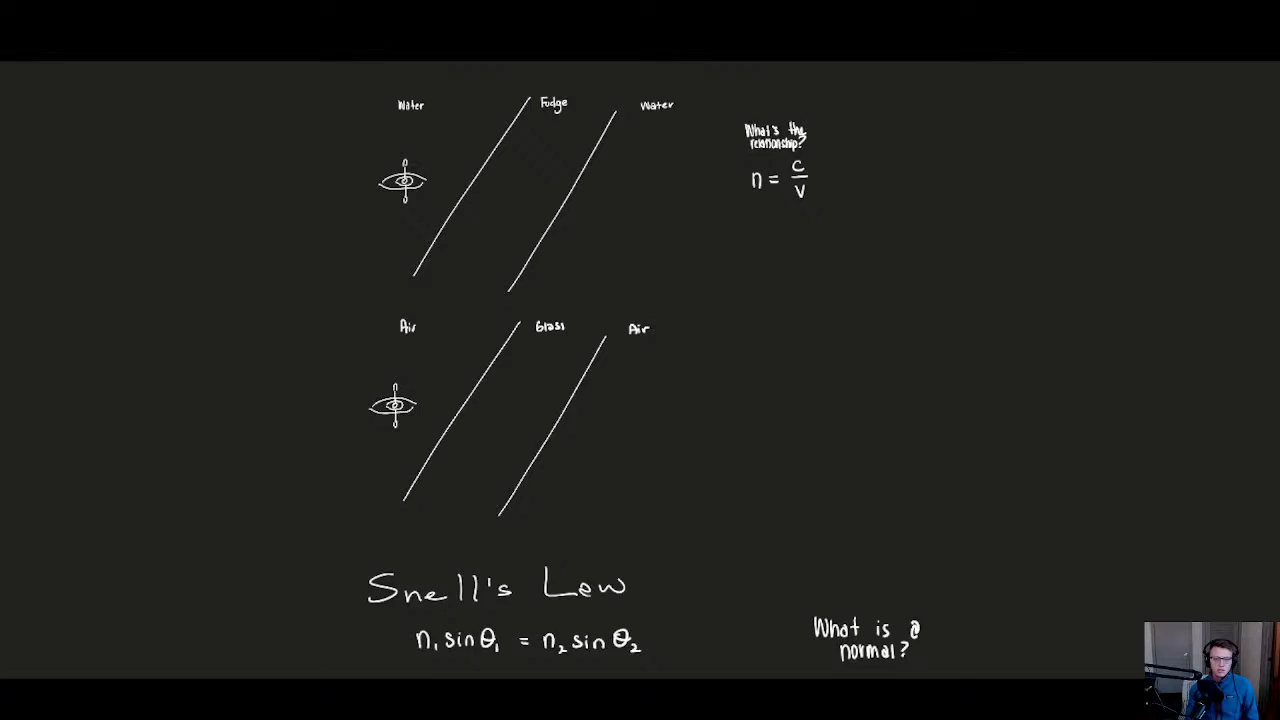 Water Fudge Water
What's the
relationship?
n = c/v
Air Glass Air
Snell's Law
n₁ sin θ₁ = n₂ sin θ₂
What is a
normal?